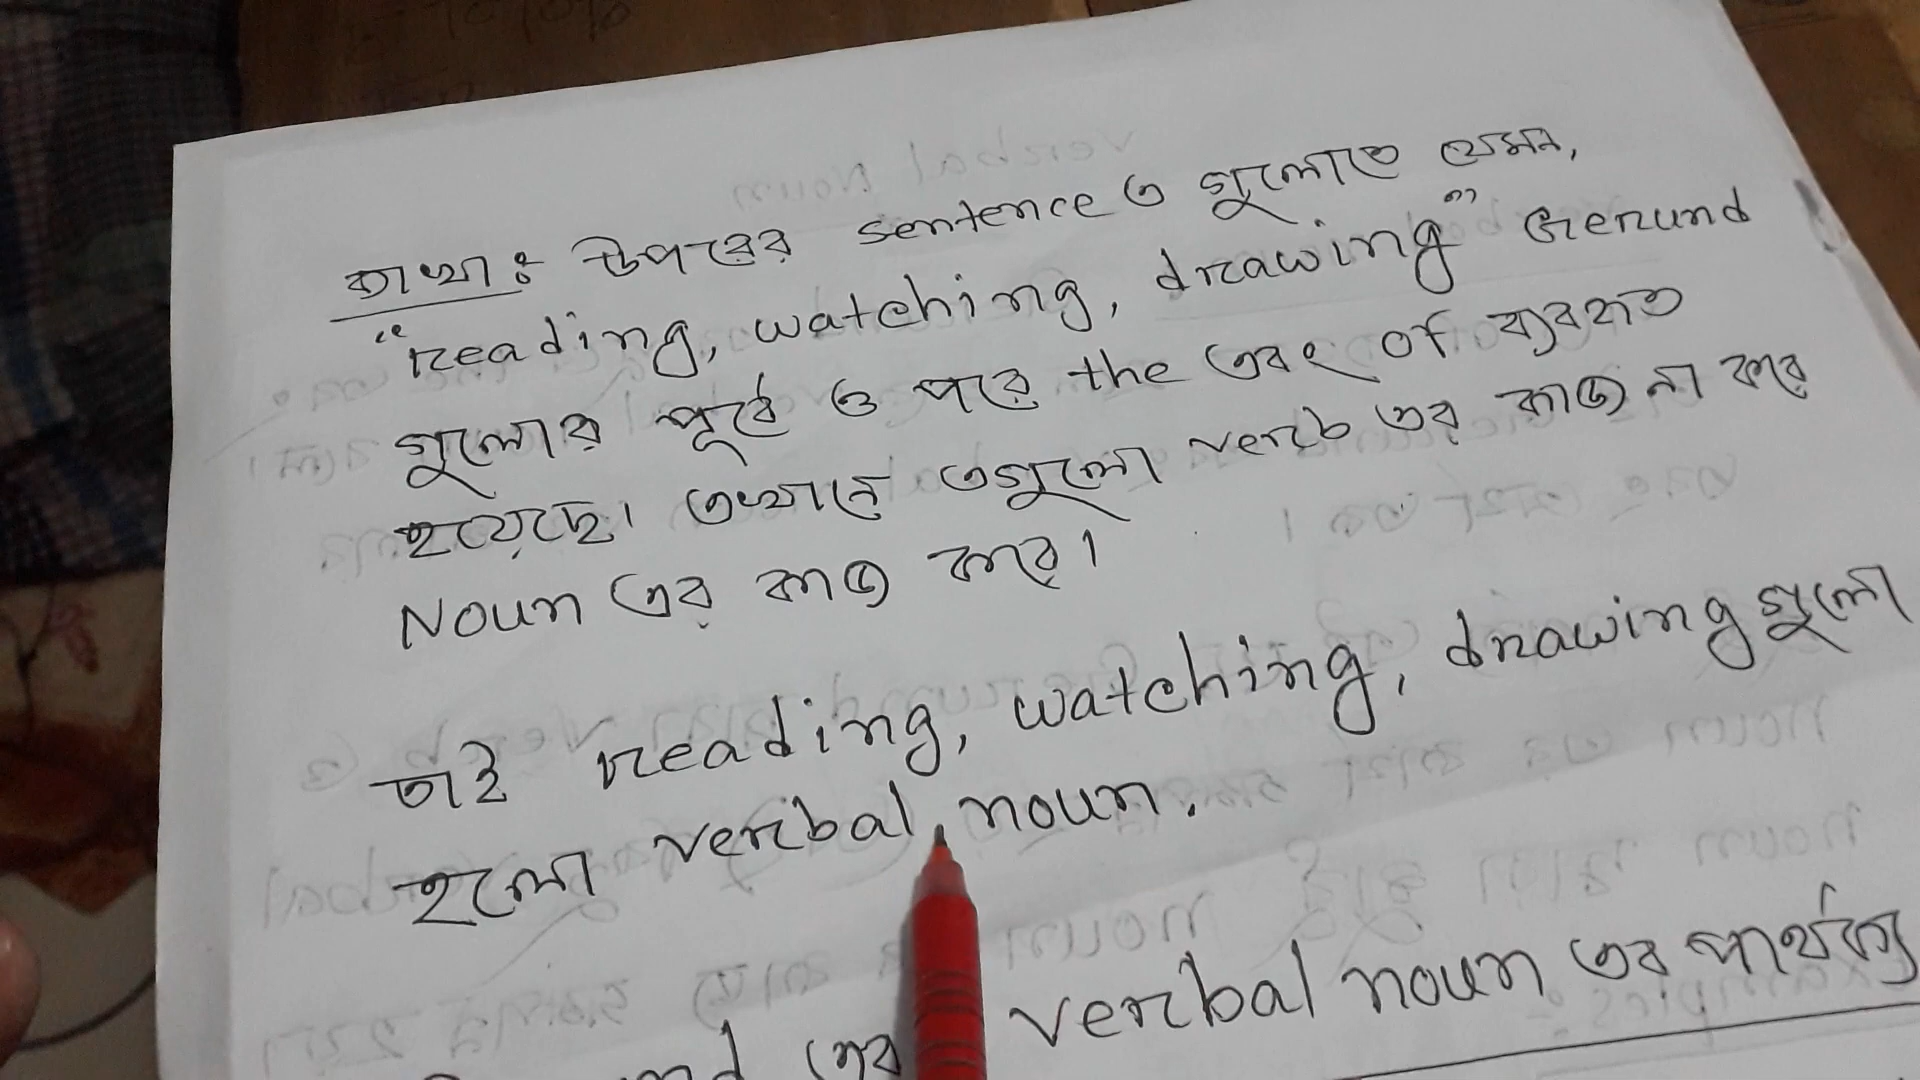 ব্যাখ্যা: উপরের sentence ও গুলোতে যেমন,
"reading, watching, drawing" Gerund
গুলোর পূর্বে ও পরে the এবং of ব্যবহৃত
হয়েছে। এখানে এগুলো verb এর কাজ না করে
Noun এর কাজ করে।
তাই reading, watching, drawing গুলো
হলো verbal noun.
এর verbal noun এর পার্থক্য